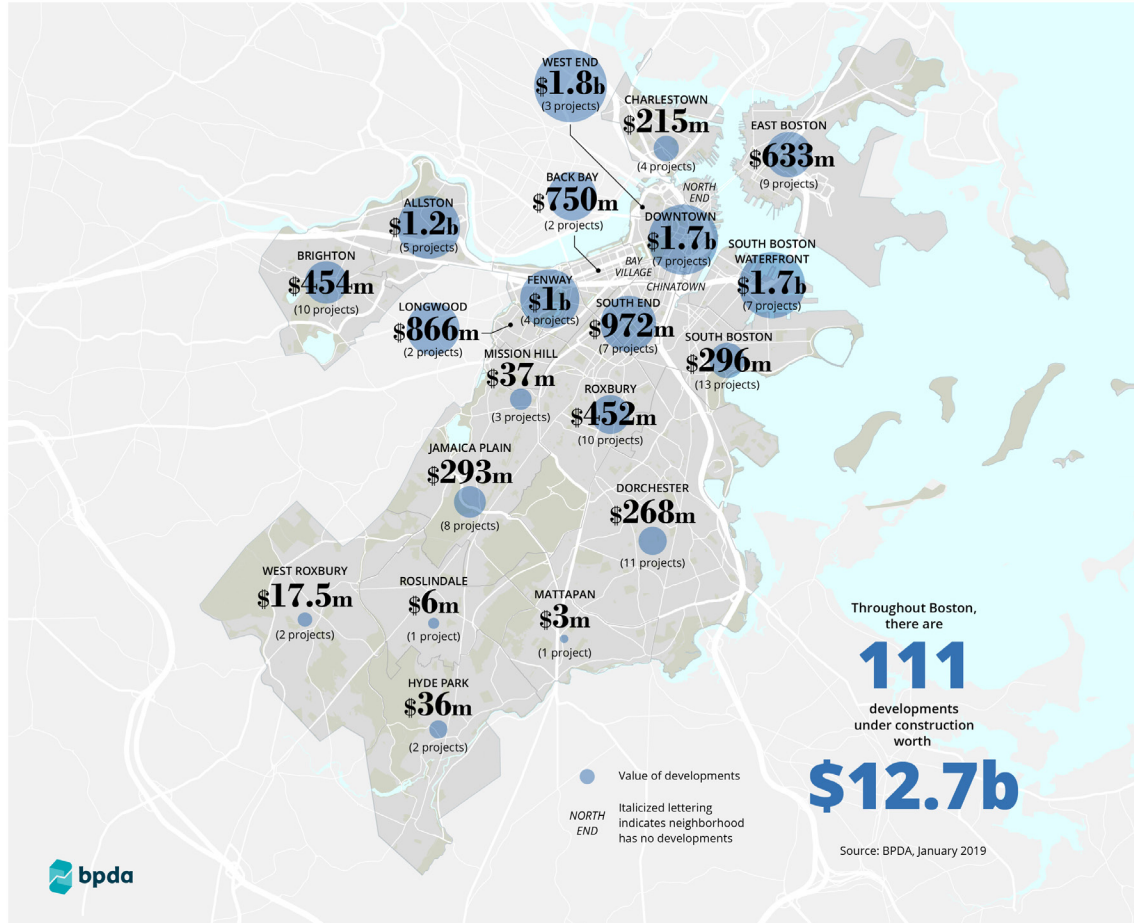 WEST END
$1.8b
(3 projects)
CHARLESTOWN
$215m
(4 projects)
EAST BOSTON
$633m
(9 projects)
BACK BAY
$750m
(2 projects)
NORTH
END
ALLSTON
$1.2b
(5 projects)
DOWNTOWN
$1.7b
(7 projects)
SOUTH BOSTON
WATERFRONT
$1.7b
(7 projects)
BRIGHTON
$454m
(10 projects)
BAY
VILLAGE
CHINATOWN
FENWAY
$1b
(4 projects)
LONGWOOD
$866m
(2 projects)
SOUTH END
$972m
(7 projects)
SOUTH BOSTON
$296m
(13 projects)
MISSION HILL
$37m
(3 projects)
ROXBURY
$452m
(10 projects)
JAMAICA PLAIN
$293m
(8 projects)
DORCHESTER
$268m
(11 projects)
WEST ROXBURY
$17.5m
(2 projects)
ROSLINDALE
$6m
(1 project)
MATTAPAN
$3m
(1 project)
HYDE PARK
$36m
(2 projects)
Throughout Boston,
there are
111
developments
under construction
worth
$12.7b
Source: BPDA, January 2019
Value of developments
NORTH
END
Italicized lettering
indicates neighborhood
has no developments
bpda